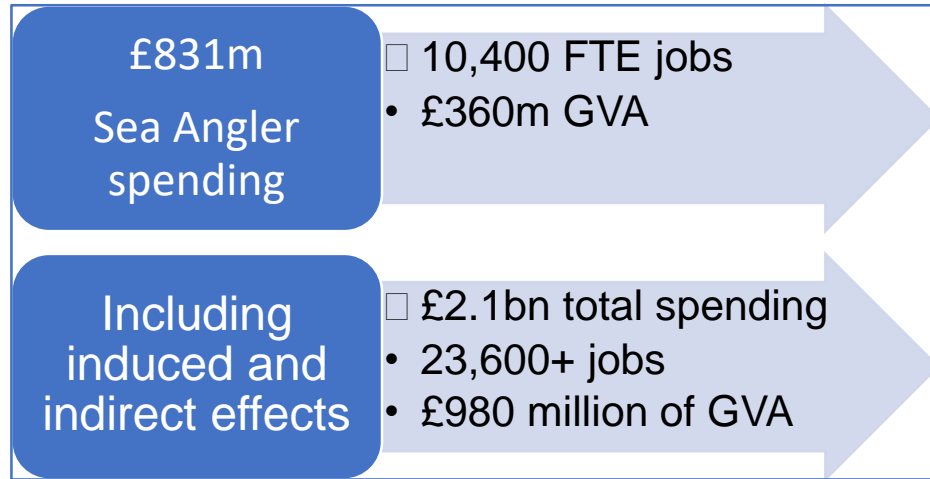 £831m
Sea Angler
spending
□ 10,400 FTE jobs
• £360m GVA
Including
induced and
indirect effects
□ £2.1bn total spending
• 23,600+ jobs
• £980 million of GVA